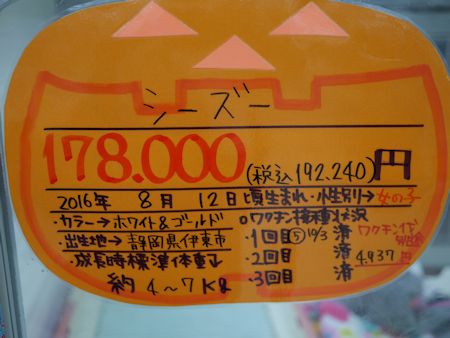 シーズー
178.000(税込192.240)円
2016年 8月 12日頃生まれ・性別→女の子
カラー→ホワイト&ゴールド
出生地→静岡県伊東市
・成長時標準体重
約 4〜7Kg
ワクチン接種状況
・1回目⑤10/3 済
・2回目 済
・3回目 済
ワクチン代
別途
4.937円